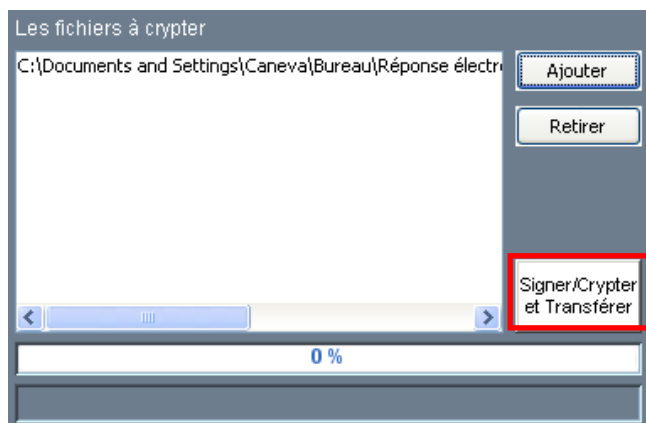 Les fichiers à crypter
C:\Documents and Settings\Caneva\Bureau\Réponse électr
Ajouter
Retirer
Signer/Crypter
et Transférer
0 %